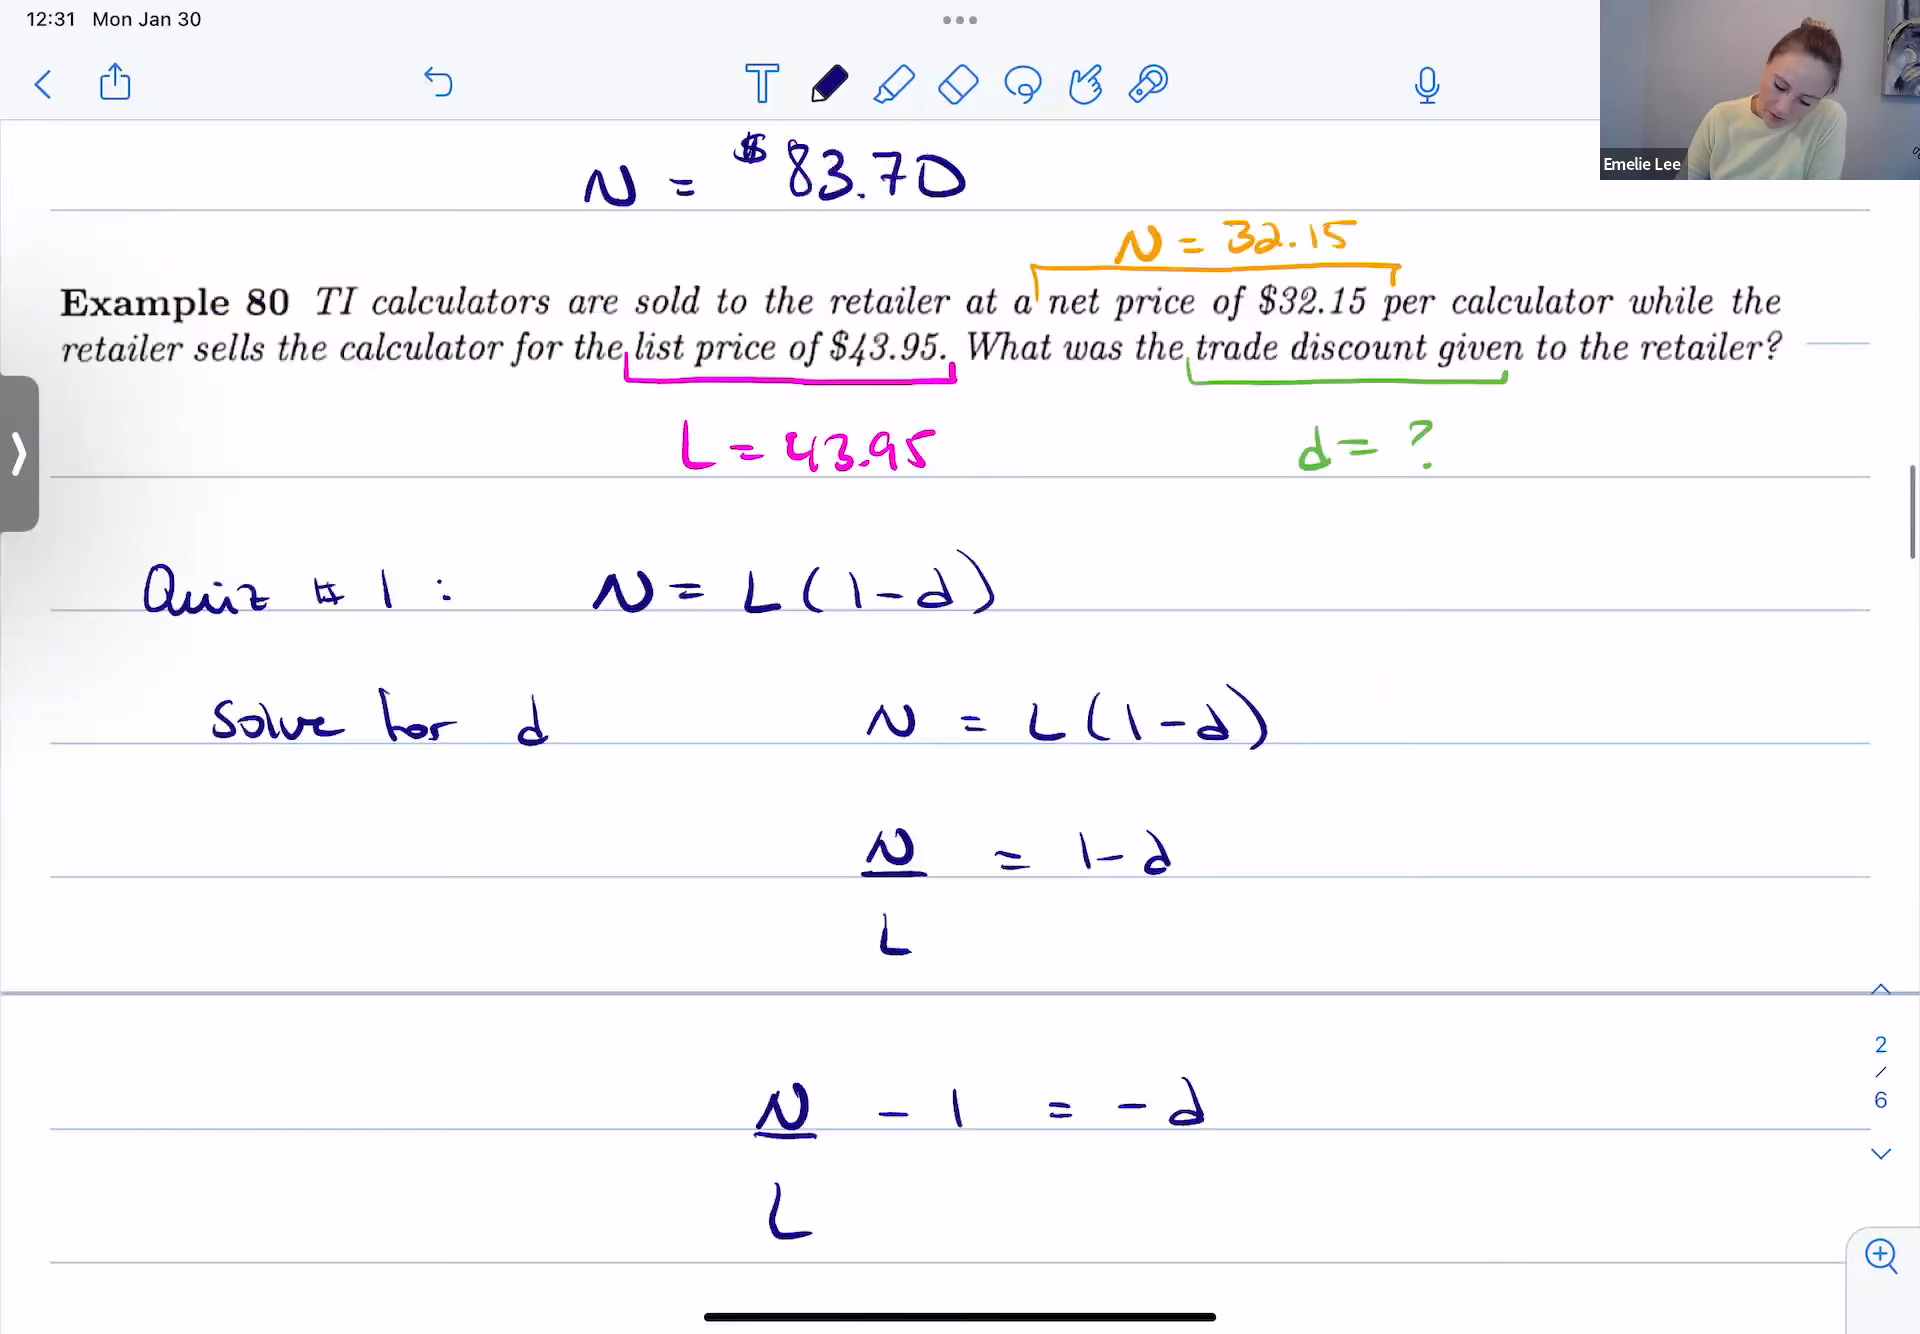 12:31 Mon Jan 30
Emelie Lee
N = $83.70
N = 32.15
Example 80 TI calculators are sold to the retailer at a net price of $32.15 per calculator while the
retailer sells the calculator for the list price of $43.95. What was the trade discount given to the retailer?
L = 43.95
d = ?
Quiz # 1 : N = L(1-d)
Solve for d N = L(1-d)
N
— = 1-d
L
N
— - 1 = -d
L
2
/
6